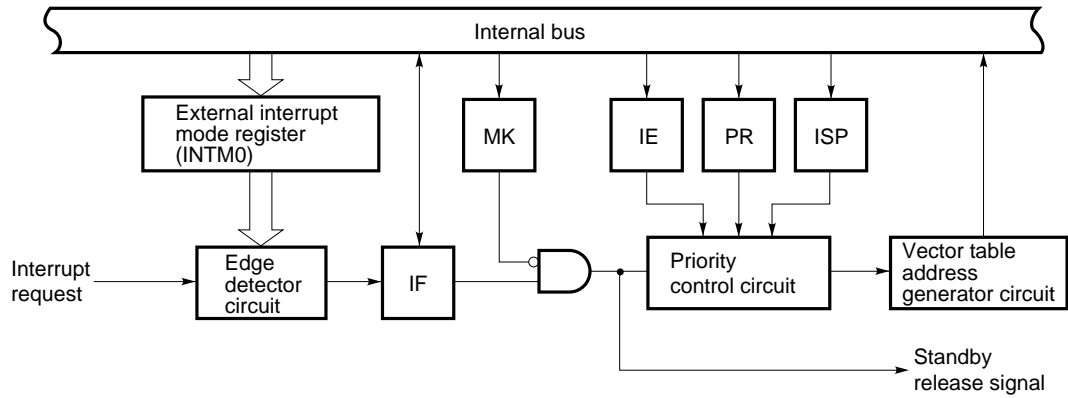 Internal bus
External interrupt
mode register
(INTM0)
MK
IE
PR
ISP
Interrupt
request
Edge
detector
circuit
IF
Priority
control circuit
Vector table
address
generator circuit
Standby
release signal